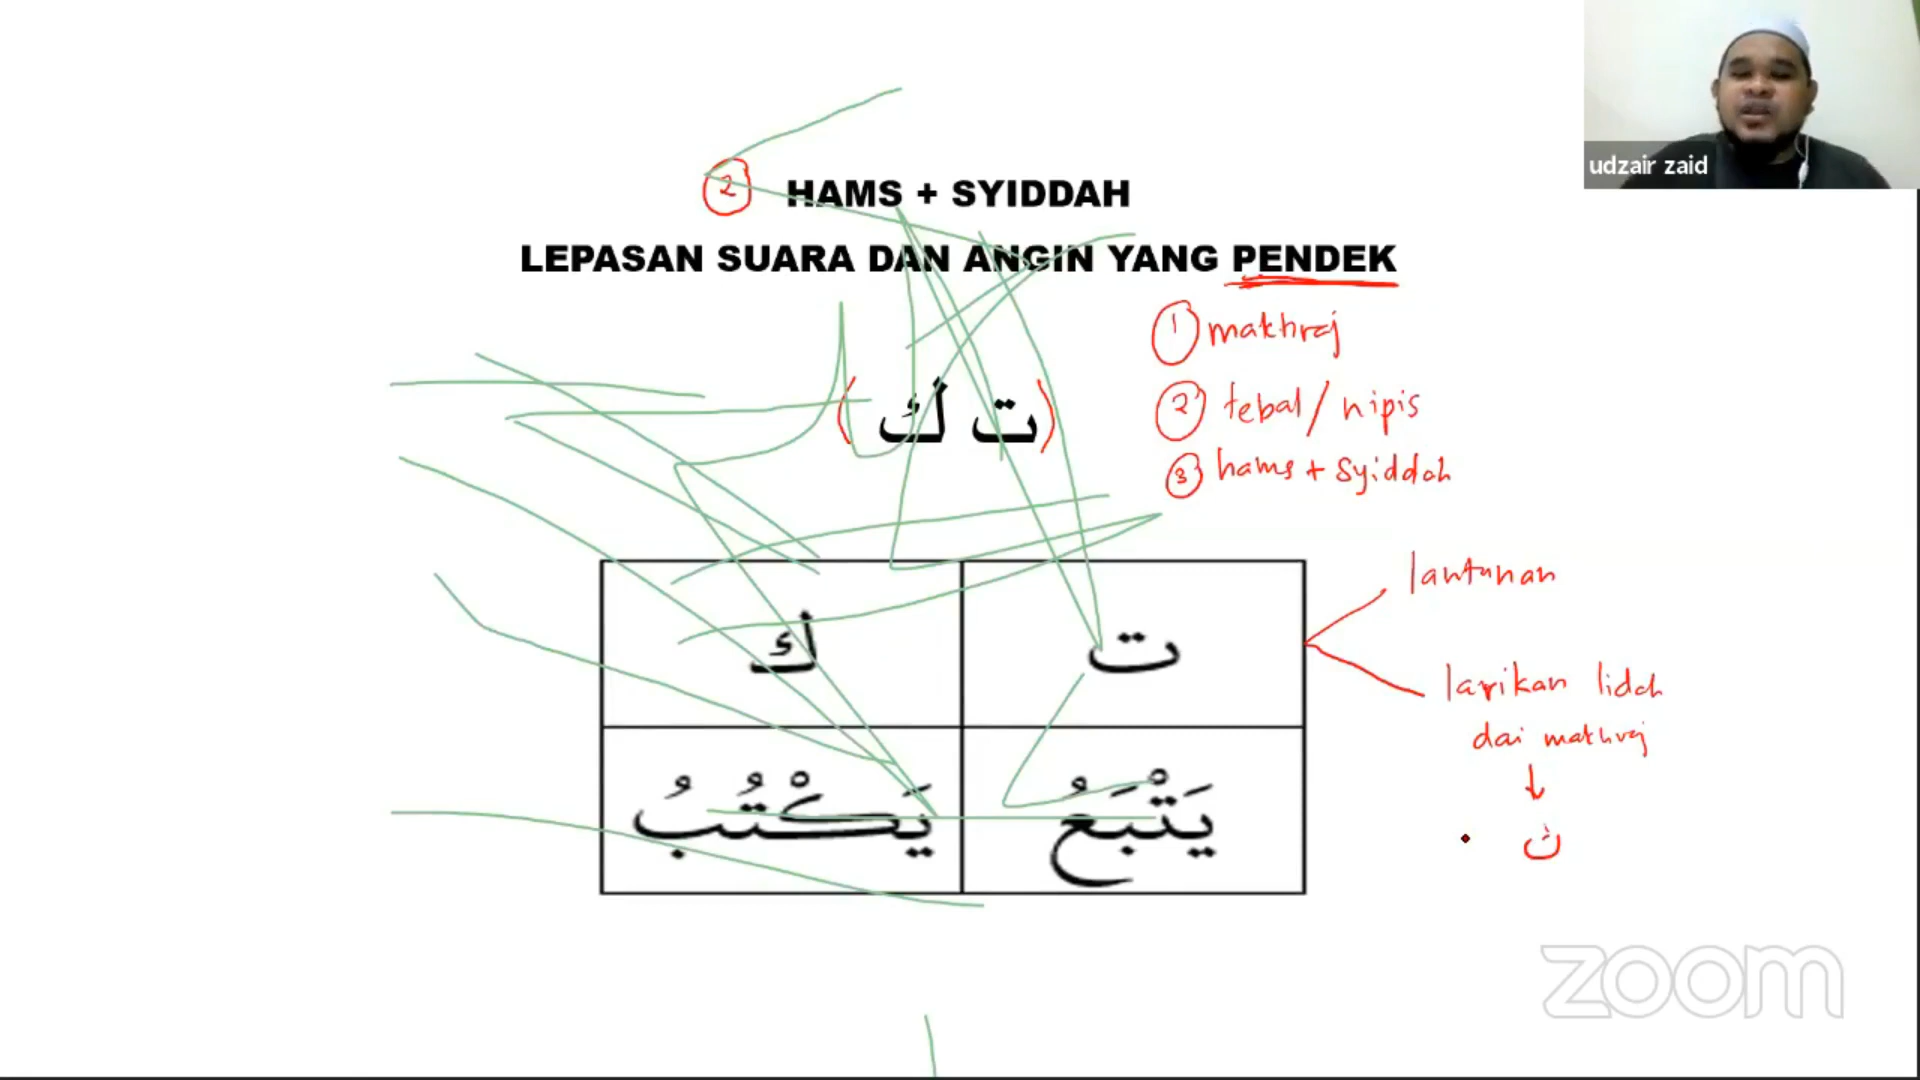 udzair zaid
2 HAMS + SYIDDAH
LEPASAN SUARA DAN ANGIN YANG PENDEK
(ت ك)
1 makhraj
2 tebal / nipis
3 hams + syiddah
ت ك
يَتْبَعُ يَكْتُبُ
lantunan
larikan lidah
dari makhraj
↓
zoom